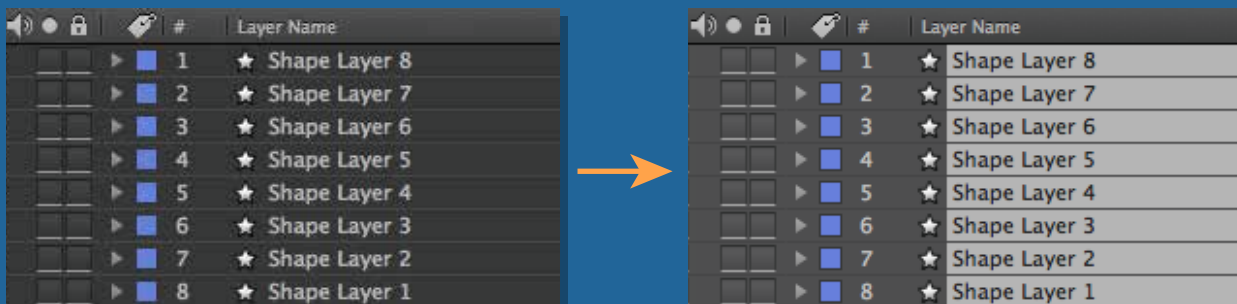 # Layer Name
1 Shape Layer 8
2 Shape Layer 7
3 Shape Layer 6
4 Shape Layer 5
5 Shape Layer 4
6 Shape Layer 3
7 Shape Layer 2
8 Shape Layer 1
# Layer Name
1 Shape Layer 8
2 Shape Layer 7
3 Shape Layer 6
4 Shape Layer 5
5 Shape Layer 4
6 Shape Layer 3
7 Shape Layer 2
8 Shape Layer 1